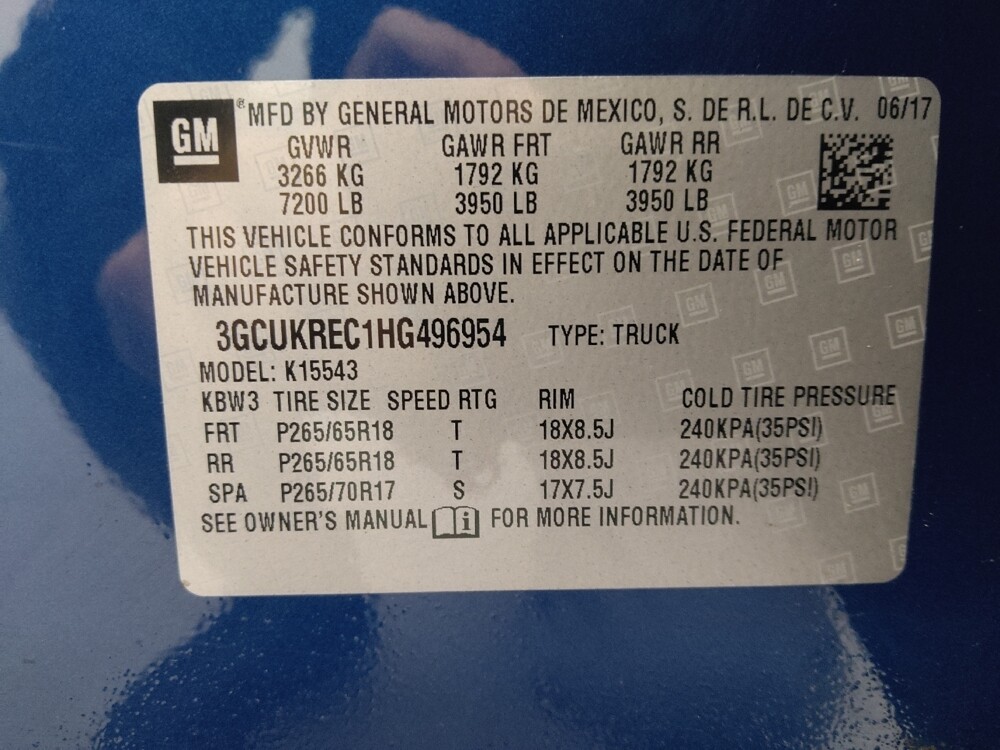 GM ® MFD BY GENERAL MOTORS DE MEXICO, S. DE R.L. DE C.V. 06/17
GVWR GAWR FRT GAWR RR
3266 KG 1792 KG 1792 KG
7200 LB 3950 LB 3950 LB
THIS VEHICLE CONFORMS TO ALL APPLICABLE U.S. FEDERAL MOTOR
VEHICLE SAFETY STANDARDS IN EFFECT ON THE DATE OF
MANUFACTURE SHOWN ABOVE.
3GCUKREC1HG496954 TYPE: TRUCK
MODEL: K15543
KBW3 TIRE SIZE SPEED RTG RIM COLD TIRE PRESSURE
FRT P265/65R18 T 18X8.5J 240KPA(35PSI)
RR P265/65R18 T 18X8.5J 240KPA(35PSI)
SPA P265/70R17 S 17X7.5J 240KPA(35PSI)
SEE OWNER'S MANUAL i FOR MORE INFORMATION.